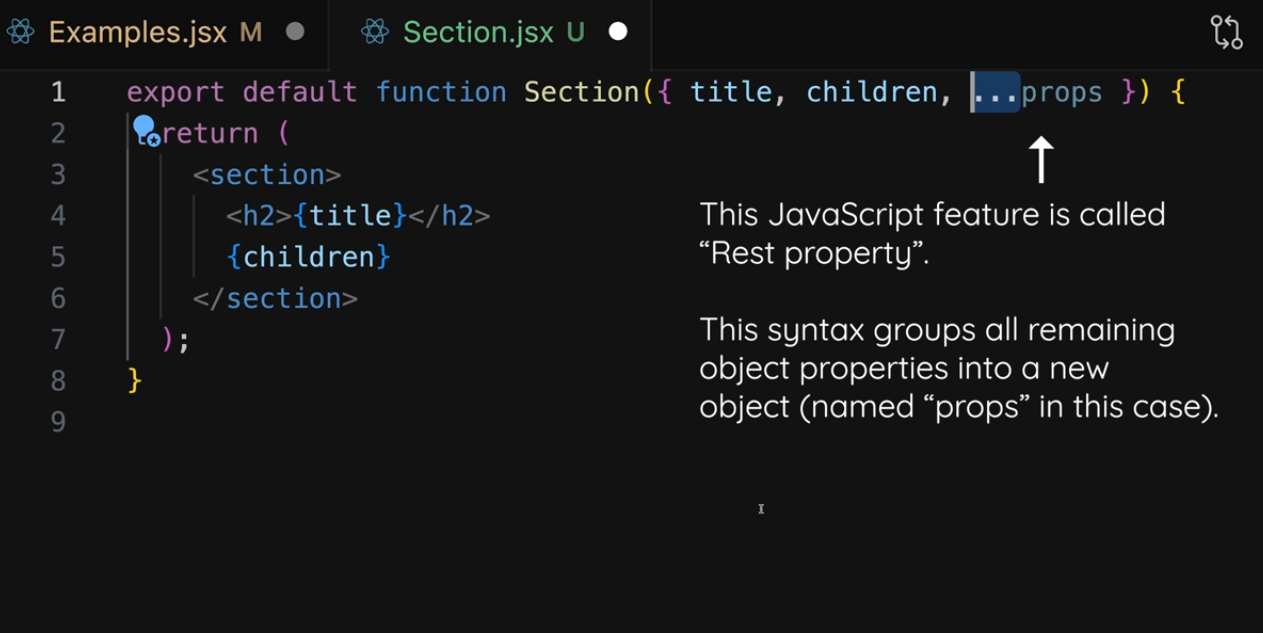 Examples.jsx M
Section.jsx U
1 export default function Section({ title, children, ...props }) {
2 return (
3 <section>
4 <h2>{title}</h2>
5 {children}
6 </section>
7 );
8 }
9
This JavaScript feature is called
“Rest property”.
This syntax groups all remaining
object properties into a new
object (named “props” in this case).